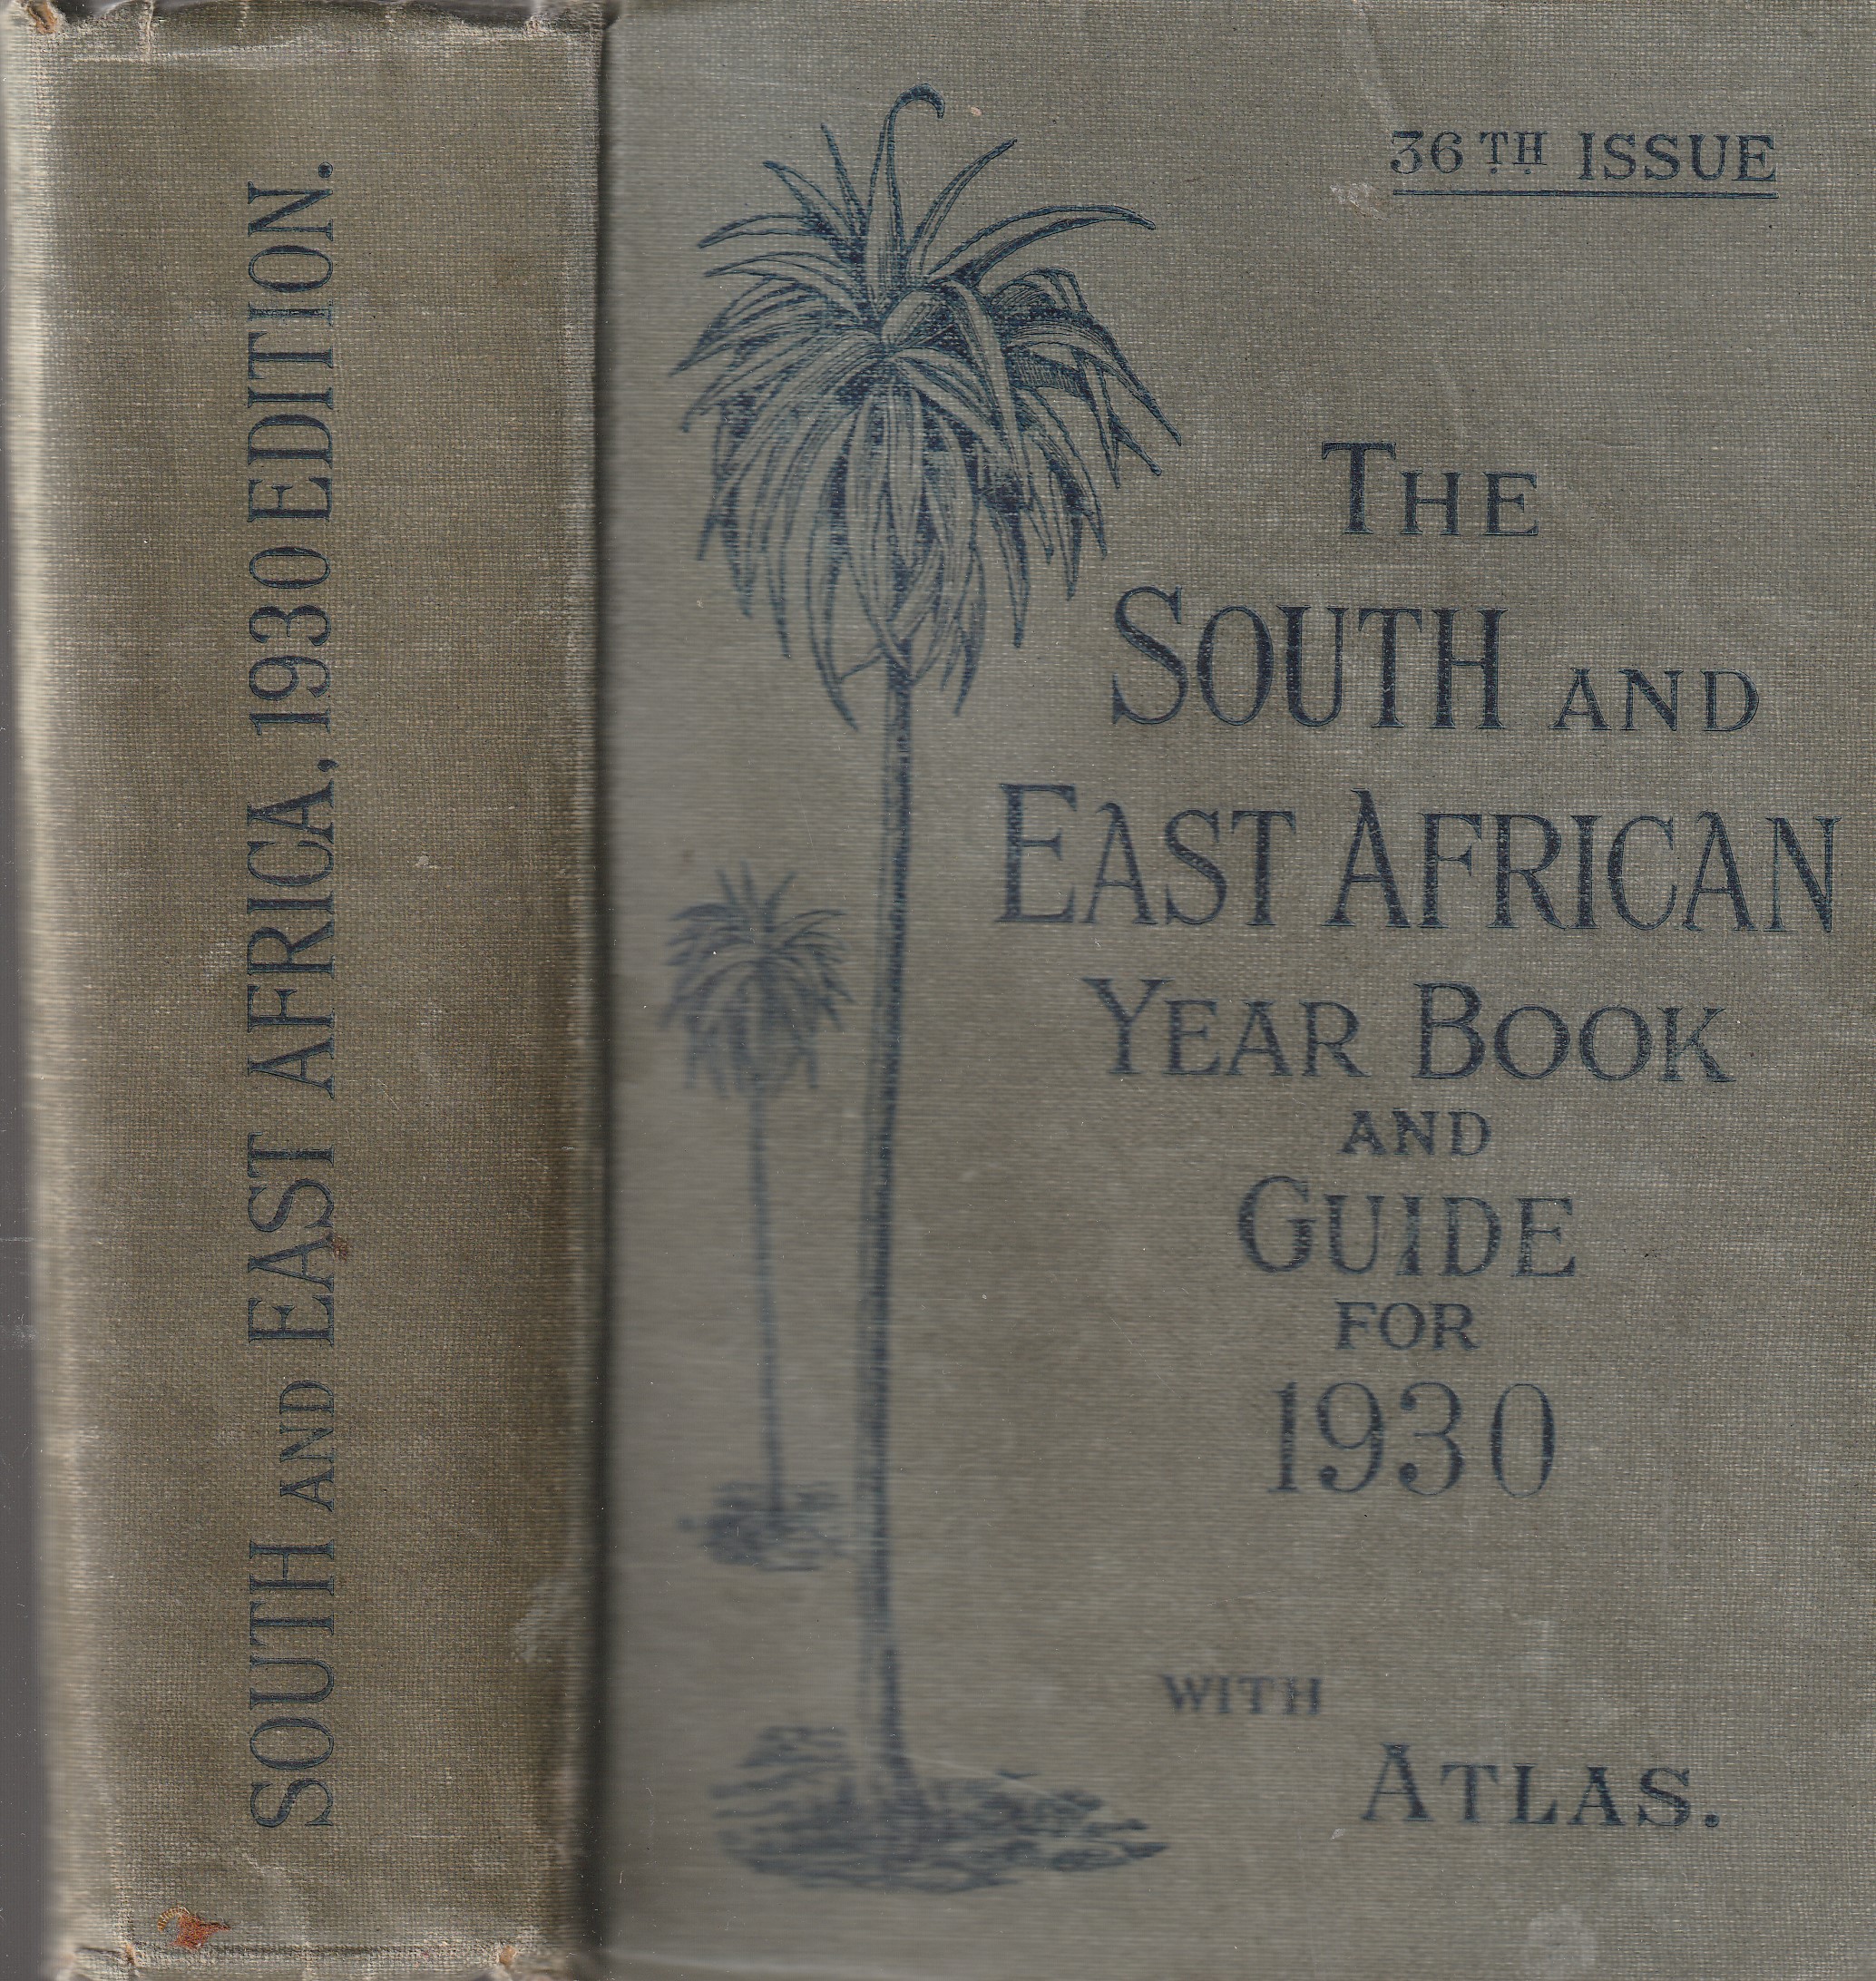 SOUTH AND EAST AFRICA, 1930 EDITION.
36TH ISSUE
THE
SOUTH AND
EAST AFRICAN
YEAR BOOK
AND
GUIDE
FOR
1930
WITH
ATLAS.